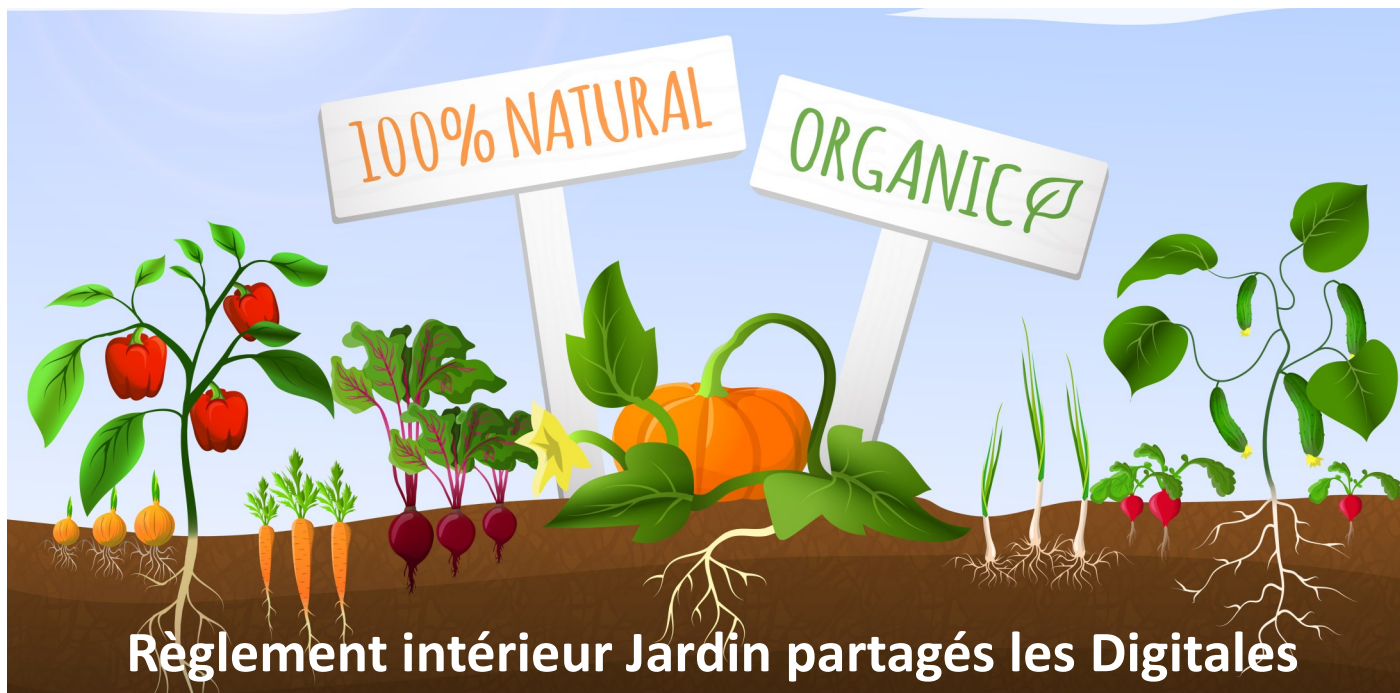 100% NATURAL
ORGANIC
Règlement intérieur Jardin partagés les Digitales